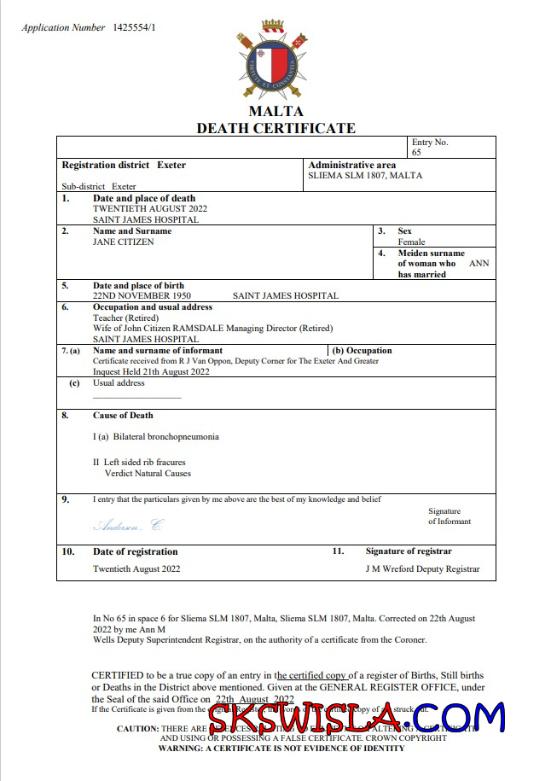 Application Number 1425554/1
MALTA
DEATH CERTIFICATE
Entry No.
65
Registration district Exeter
Administrative area
SLIEMA SLM 1807, MALTA
Sub-district Exeter
1. Date and place of death
TWENTIETH AUGUST 2022
SAINT JAMES HOSPITAL
2. Name and Surname
JANE CITIZEN
3. Sex
Female
4. Meiden surname
of woman who ANN
has married
5. Date and place of birth
22ND NOVEMBER 1950 SAINT JAMES HOSPITAL
6. Occupation and usual address
Teacher (Retired)
Wife of John Citizen RAMSDALE Managing Director (Retired)
SAINT JAMES HOSPITAL
7. (a) Name and surname of informant (b) Occupation
Certificate received from R J Van Oppon, Deputy Corner for The Exeter And Greater
Inquest Held 21th August 2022
(c) Usual address
8. Cause of Death
I (a) Bilateral bronchopneumonia
II Left sided rib fracures
Verdict Natural Causes
9. I entry that the particulars given by me above are the best of my knowledge and belief
Anderson. C.
Signature
of Informant
10. Date of registration
Twentieth August 2022
11. Signature of registrar
J M Wreford Deputy Registrar
In No 65 in space 6 for Sliema SLM 1807, Malta, Sliema SLM 1807, Malta. Corrected on 22th August
2022 by me Ann M
Wells Deputy Superintendent Registrar, on the authority of a certificate from the Coroner.
CERTIFIED to be a true copy of an entry in the certified copy of a register of Births, Still births
or Deaths in the District above mentioned. Given at the GENERAL REGISTER OFFICE, under
the Seal of the said Office on 22th August 2022
If the Certificate is given from the copy of a struck out.
SKSWISLA.COM
CAUTION: THERE ARE A CERTIFICATE
AND USING OR POSSESSING A FALSE CERTIFICATE. CROWN COPYRIGHT
WARNING: A CERTIFICATE IS NOT EVIDENCE OF IDENTITY